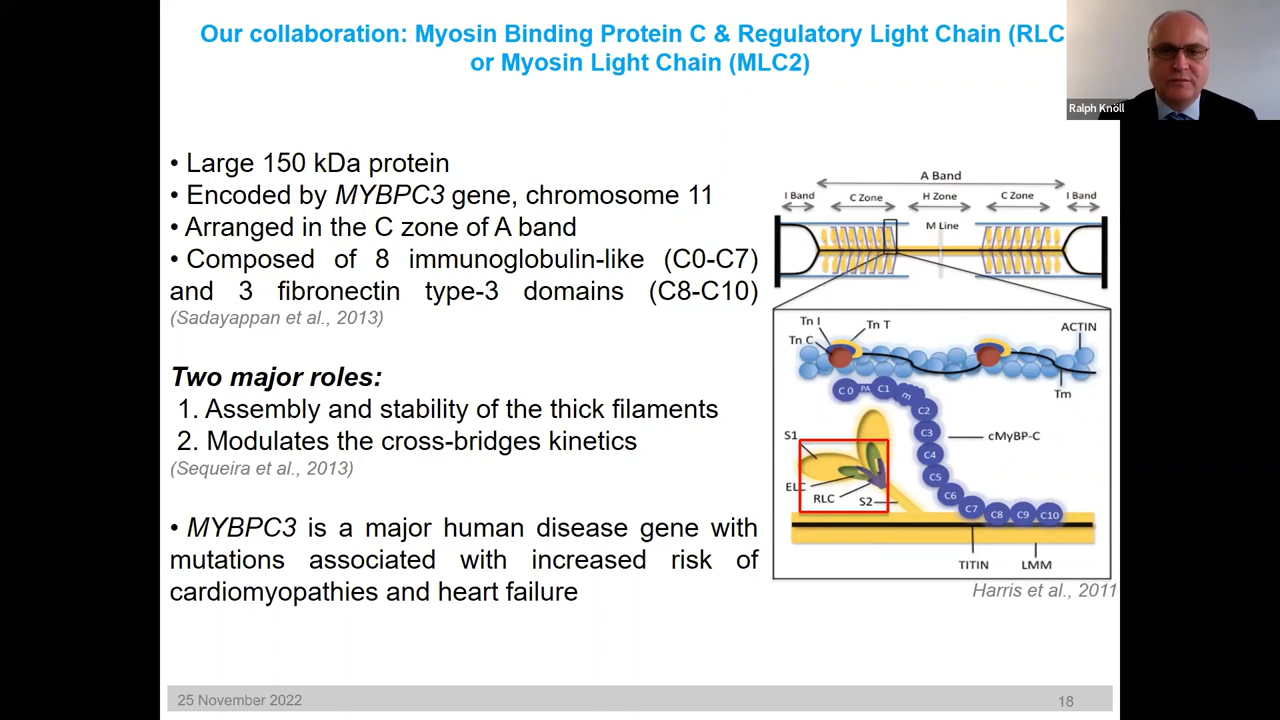 Our collaboration: Myosin Binding Protein C & Regulatory Light Chain (RLC
or Myosin Light Chain (MLC2)
Ralph Knöll
• Large 150 kDa protein
• Encoded by MYBPC3 gene, chromosome 11
• Arranged in the C zone of A band
• Composed of 8 immunoglobulin-like (C0-C7)
and 3 fibronectin type-3 domains (C8-C10)
(Sadayappan et al., 2013)
Two major roles:
1. Assembly and stability of the thick filaments
2. Modulates the cross-bridges kinetics
(Sequeira et al., 2013)
• MYBPC3 is a major human disease gene with
mutations associated with increased risk of
cardiomyopathies and heart failure
A Band
I Band
C Zone
H Zone
C Zone
I Band
M Line
Tn I
Tn T
Tn C
ACTIN
Tm
C 0
PA
C1
m
C2
C3
C4
C5
C6
C7
C8
C9
C10
cMyBP-C
S1
ELC
RLC
S2
TITIN
LMM
Harris et al., 2011
25 November 2022
18